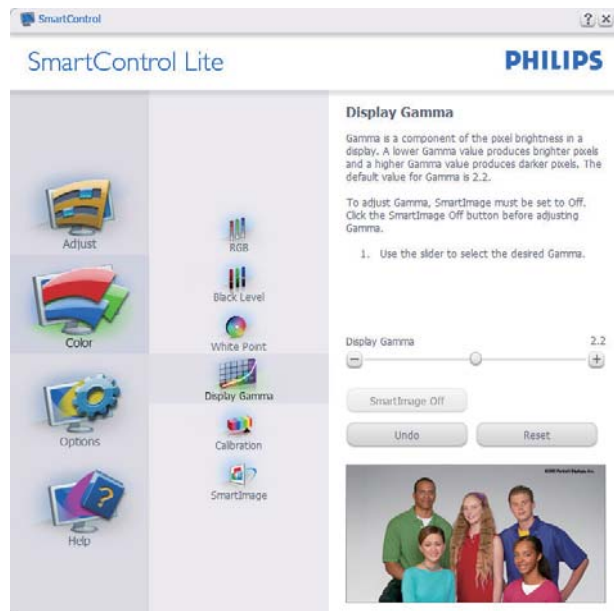 SmartControl
SmartControl Lite
PHILIPS
Adjust
Color
Options
Help
RGB
Black Level
White Point
Display Gamma
Calibration
SmartImage
Display Gamma
Gamma is a component of the pixel brightness in a
display. A lower Gamma value produces brighter pixels
and a higher Gamma value produces darker pixels. The
default value for Gamma is 2.2.
To adjust Gamma, SmartImage must be set to Off.
Click the SmartImage Off button before adjusting
Gamma.
1. Use the slider to select the desired Gamma.
Display Gamma 2.2
SmartImage Off
Undo Reset